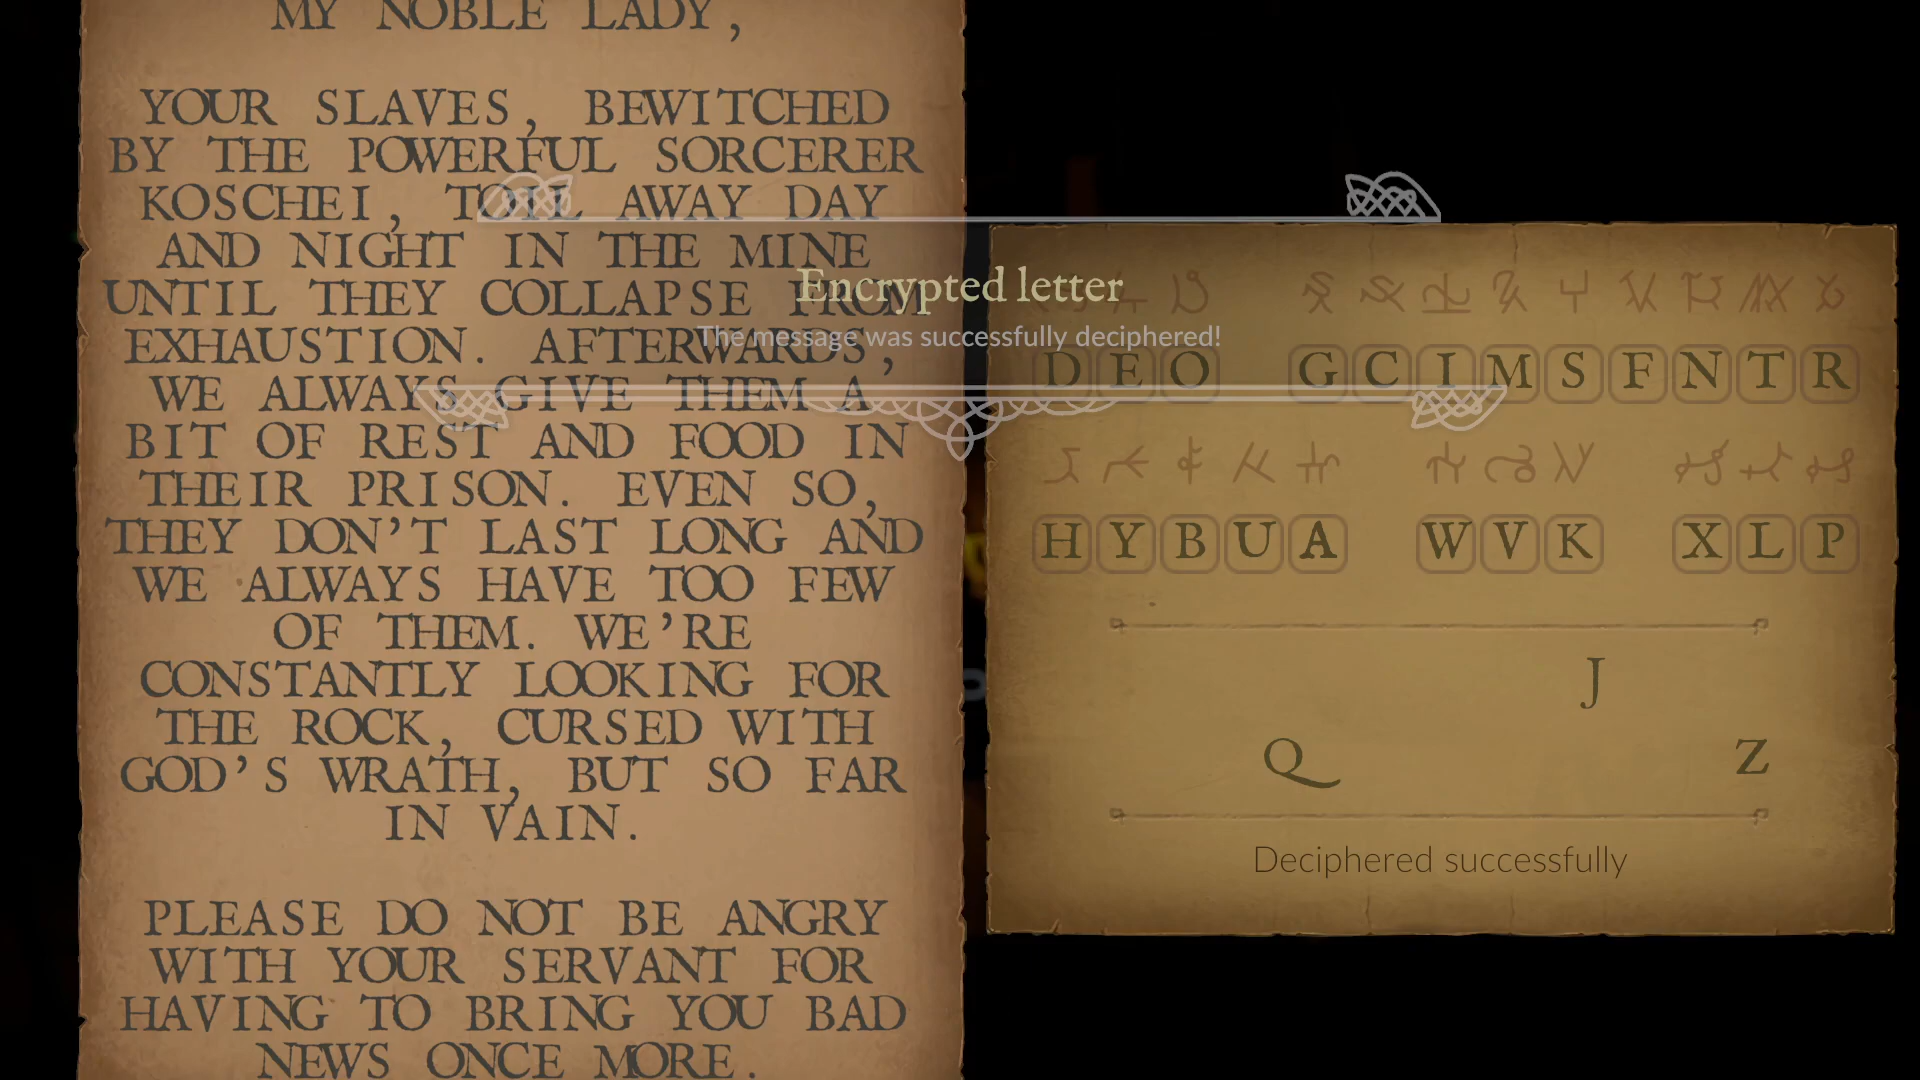 MY NOBLE LADY,
YOUR SLAVES, BEWITCHED
BY THE POWERFUL SORCERER
KOSCHEI, TOIL AWAY DAY
AND NIGHT IN THE MINE
UNTIL THEY COLLAPSE FROM
EXHAUSTION. AFTERWARDS,
WE ALWAYS GIVE THEM A
BIT OF REST AND FOOD IN
THEIR PRISON. EVEN SO,
THEY DON'T LAST LONG AND
WE ALWAYS HAVE TOO FEW
OF THEM. WE'RE
CONSTANTLY LOOKING FOR
THE ROCK, CURSED WITH
GOD'S WRATH, BUT SO FAR
IN VAIN.
PLEASE DO NOT BE ANGRY
WITH YOUR SERVANT FOR
HAVING TO BRING YOU BAD
NEWS ONCE MORE.
Encrypted letter
The message was successfully deciphered!
D E O G C I M S F N T R
H Y B U A W V K X L P
J
Q Z
Deciphered successfully